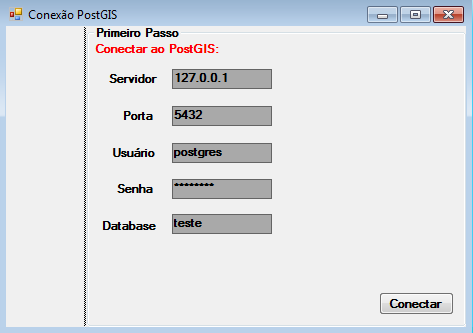 Conexão PostGIS
Primeiro Passo
Conectar ao PostGIS:
Servidor 127.0.0.1
Porta 5432
Usuário postgres
Senha ********
Database teste
Conectar